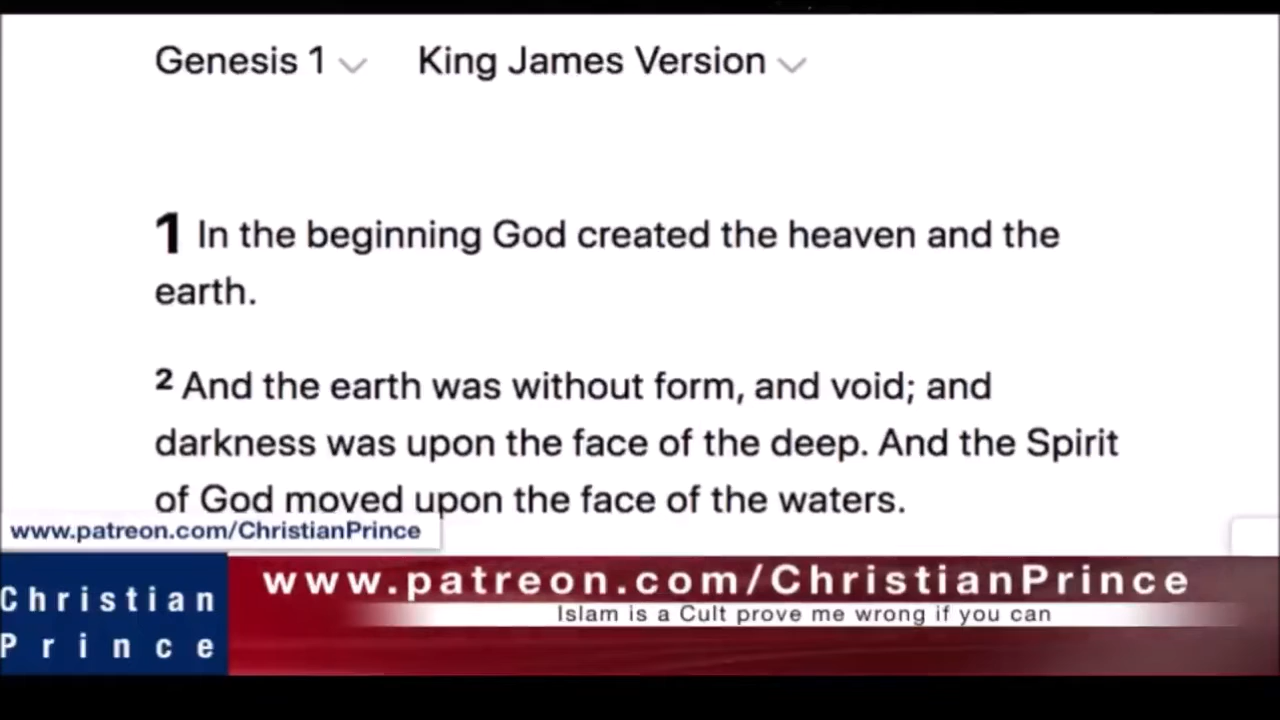 Genesis 1 King James Version
1 In the beginning God created the heaven and the
earth.
2 And the earth was without form, and void; and
darkness was upon the face of the deep. And the Spirit
of God moved upon the face of the waters.
www.patreon.com/ChristianPrince
Christian
Prince
www.patreon.com/ChristianPrince
Islam is a Cult prove me wrong if you can